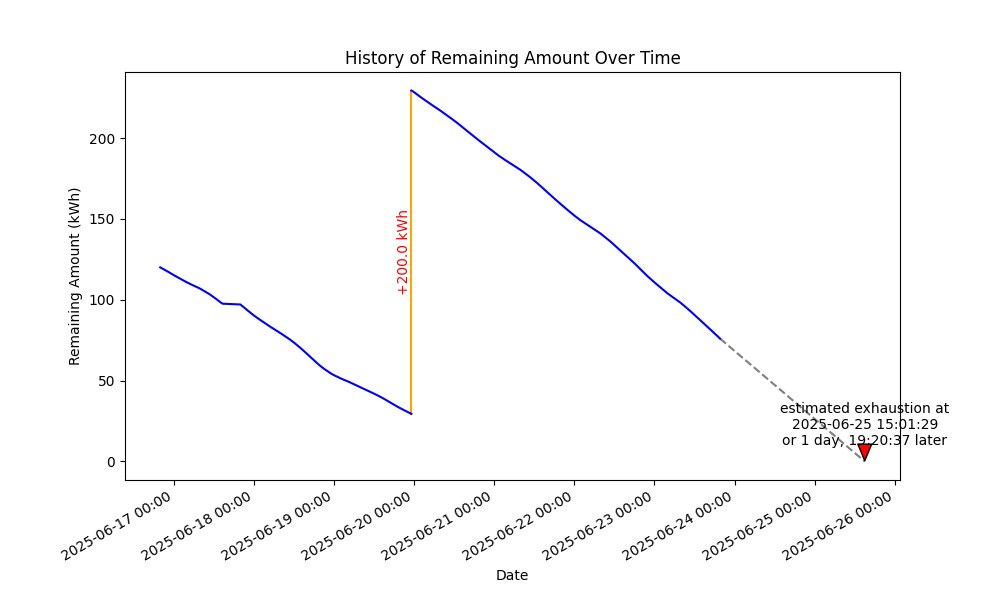 History of Remaining Amount Over Time
Remaining Amount (kWh)
200
150
100
50
0
+200.0 kWh
estimated exhaustion at
2025-06-25 15:01:29
or 1 day, 19:20:37 later
2025-06-17 00:00
2025-06-18 00:00
2025-06-19 00:00
2025-06-20 00:00
2025-06-21 00:00
2025-06-22 00:00
2025-06-23 00:00
2025-06-24 00:00
2025-06-25 00:00
2025-06-26 00:00
Date